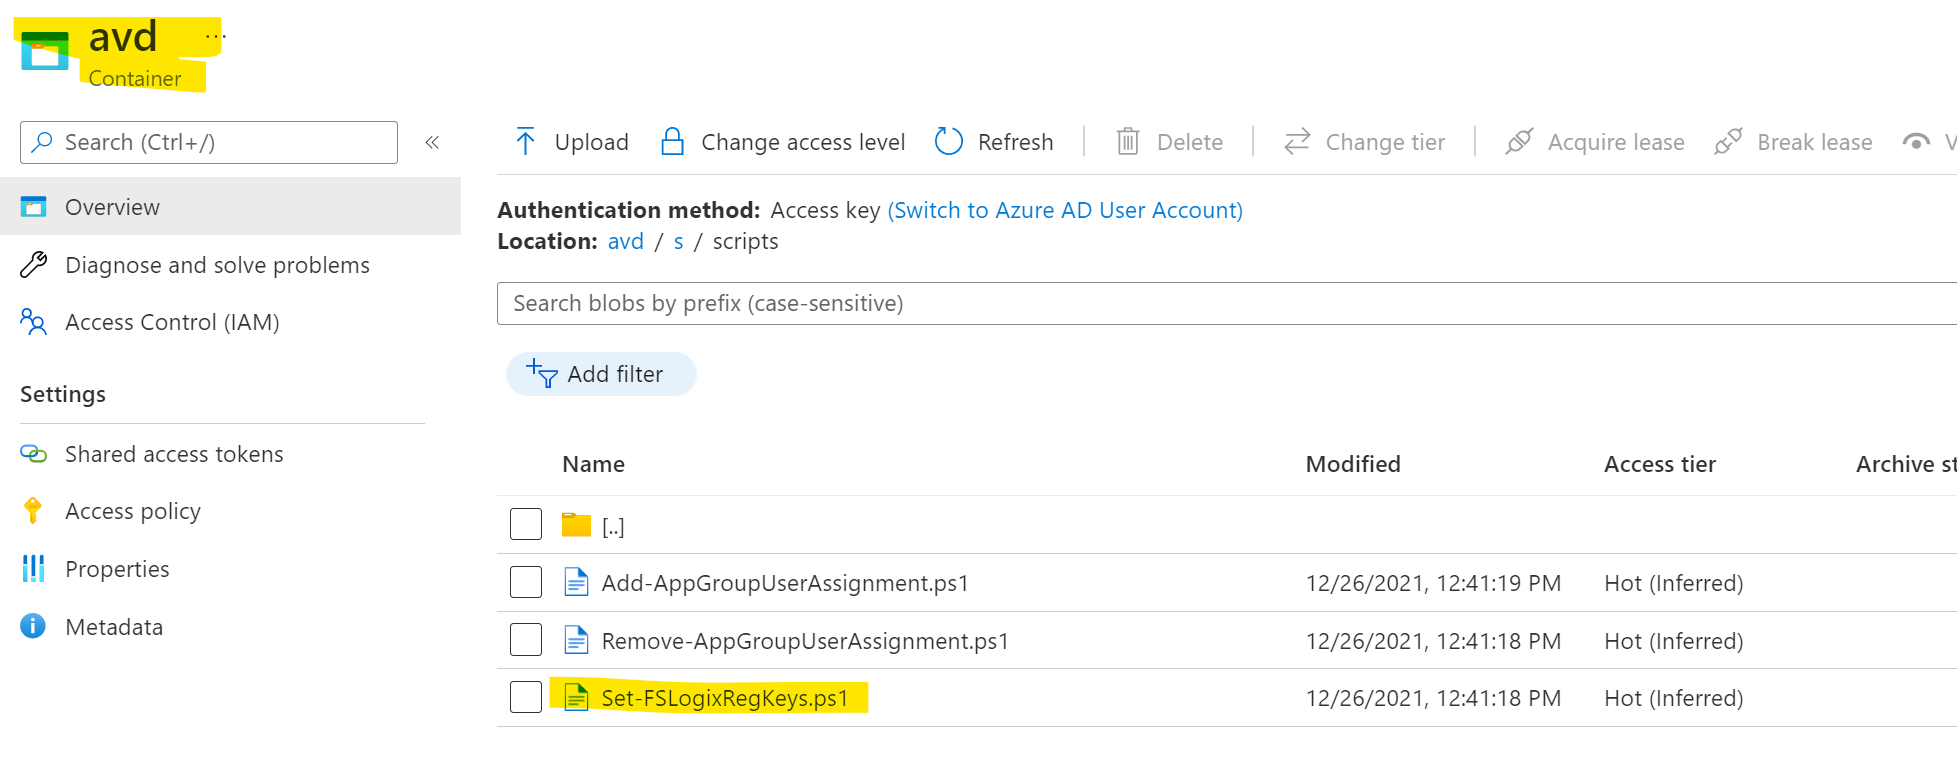 avd ...
Container
Search (Ctrl+/) «
Overview
Diagnose and solve problems
Access Control (IAM)
Settings
Shared access tokens
Access policy
Properties
Metadata
Upload Change access level Refresh Delete Change tier Acquire lease Break lease V
Authentication method: Access key (Switch to Azure AD User Account)
Location: avd / s / scripts
Search blobs by prefix (case-sensitive)
Add filter
Name Modified Access tier Archive st
[..]
Add-AppGroupUserAssignment.ps1 12/26/2021, 12:41:19 PM Hot (Inferred)
Remove-AppGroupUserAssignment.ps1 12/26/2021, 12:41:18 PM Hot (Inferred)
Set-FSLogixRegKeys.ps1 12/26/2021, 12:41:18 PM Hot (Inferred)